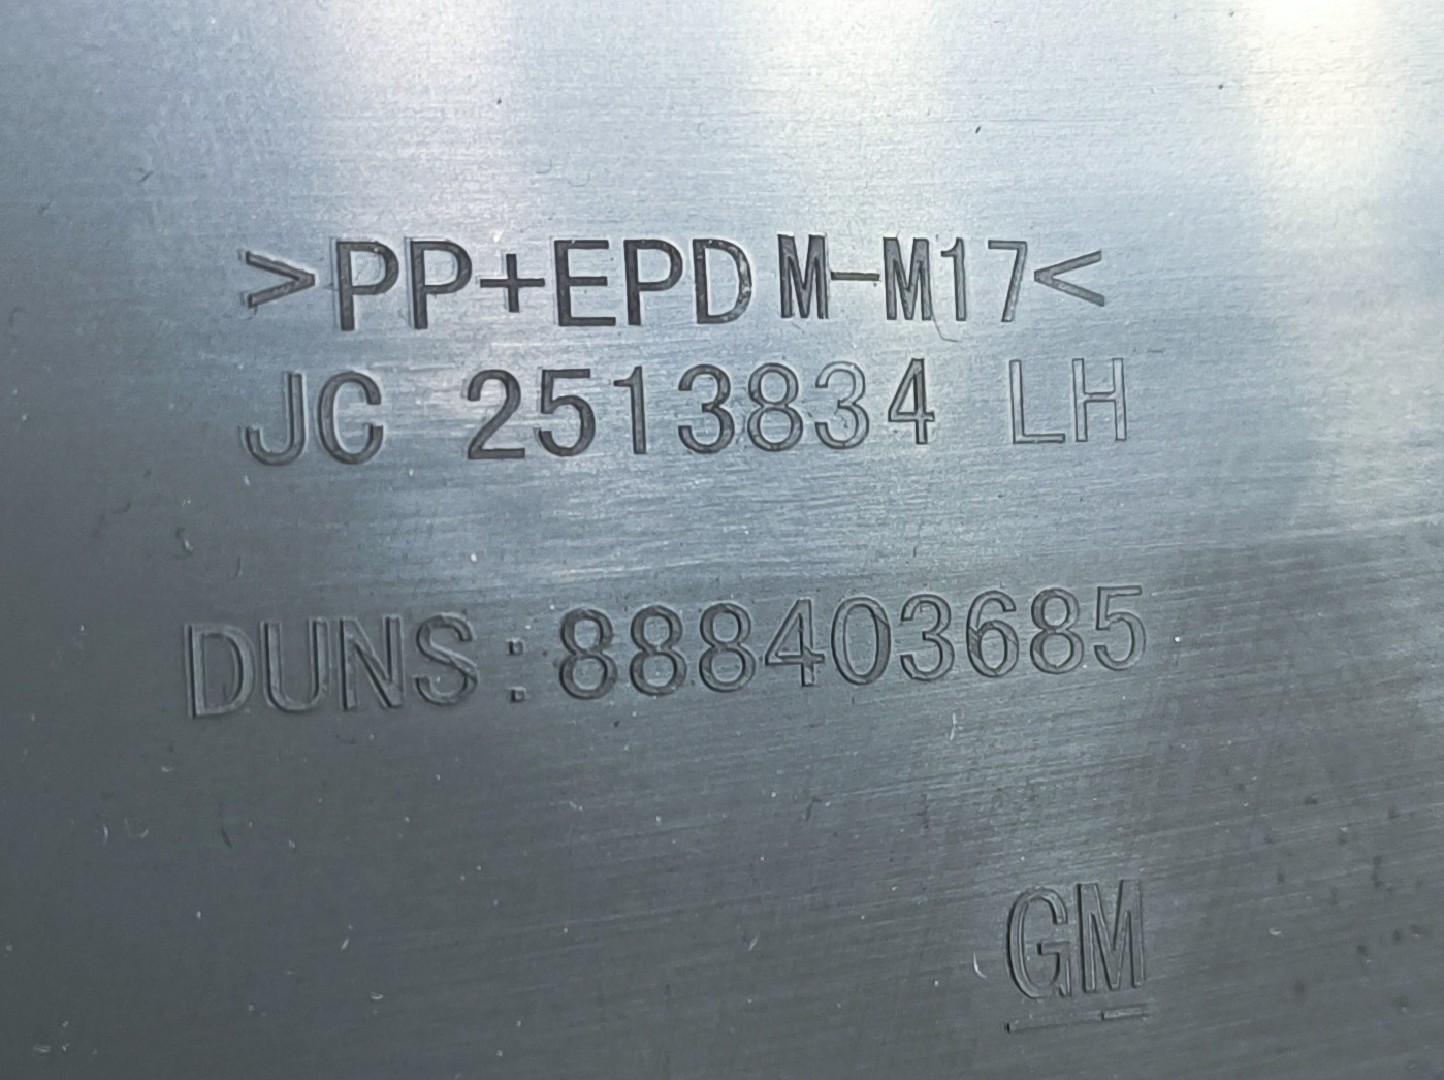 >PP+EPDM-M17<
JC 2513834 LH
DUNS:888403685
GM